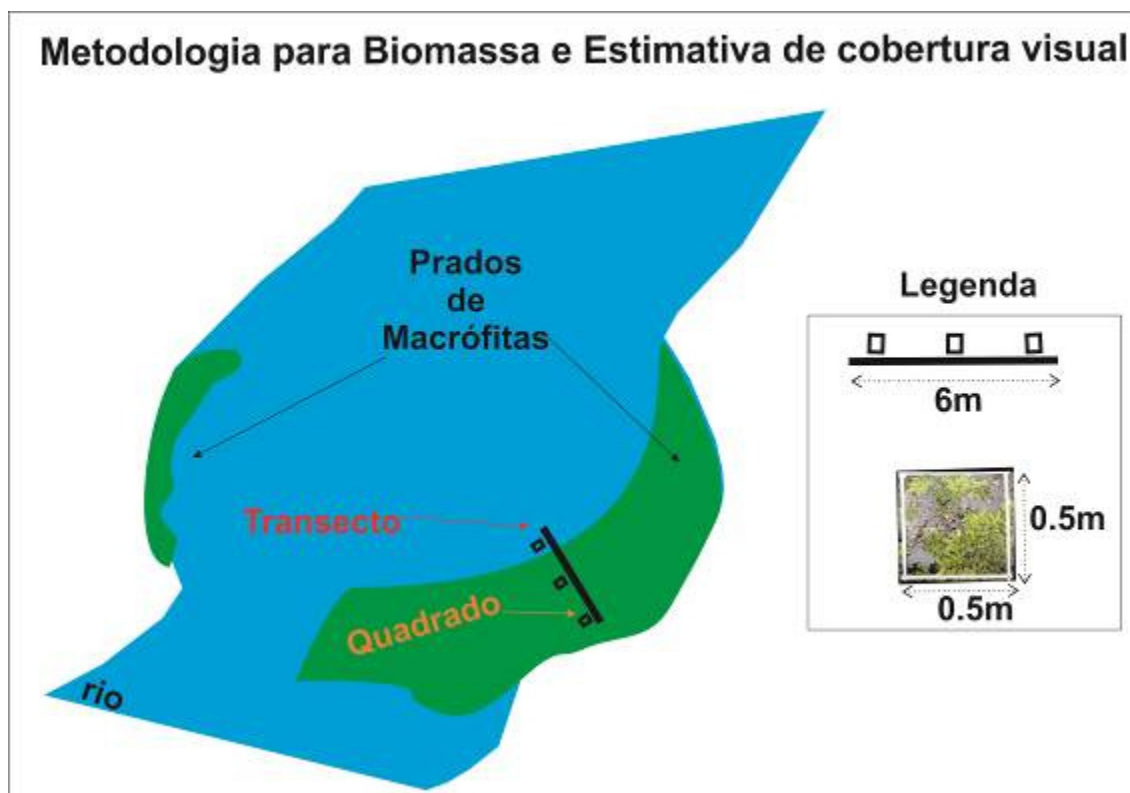 Metodologia para Biomassa e Estimativa de cobertura visual
Prados
de
Macrófitas
Transecto
Quadrado
rio
Legenda
6m
0.5m
0.5m